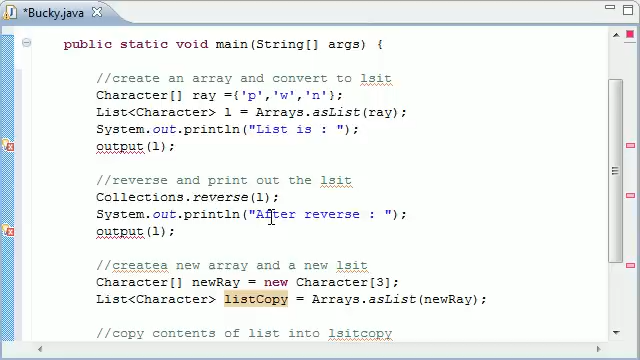 *Bucky.java
public static void main(String[] args) {
//create an array and convert to lsit
Character[] ray ={'p','w','n'};
List<Character> l = Arrays.asList(ray);
System.out.println("List is : ");
output(l);
//reverse and print out the lsit
Collections.reverse(l);
System.out.println("After reverse : ");
output(l);
//createa new array and a new lsit
Character[] newRay = new Character[3];
List<Character> listCopy = Arrays.asList(newRay);
//copy contents of list into lsitcopy